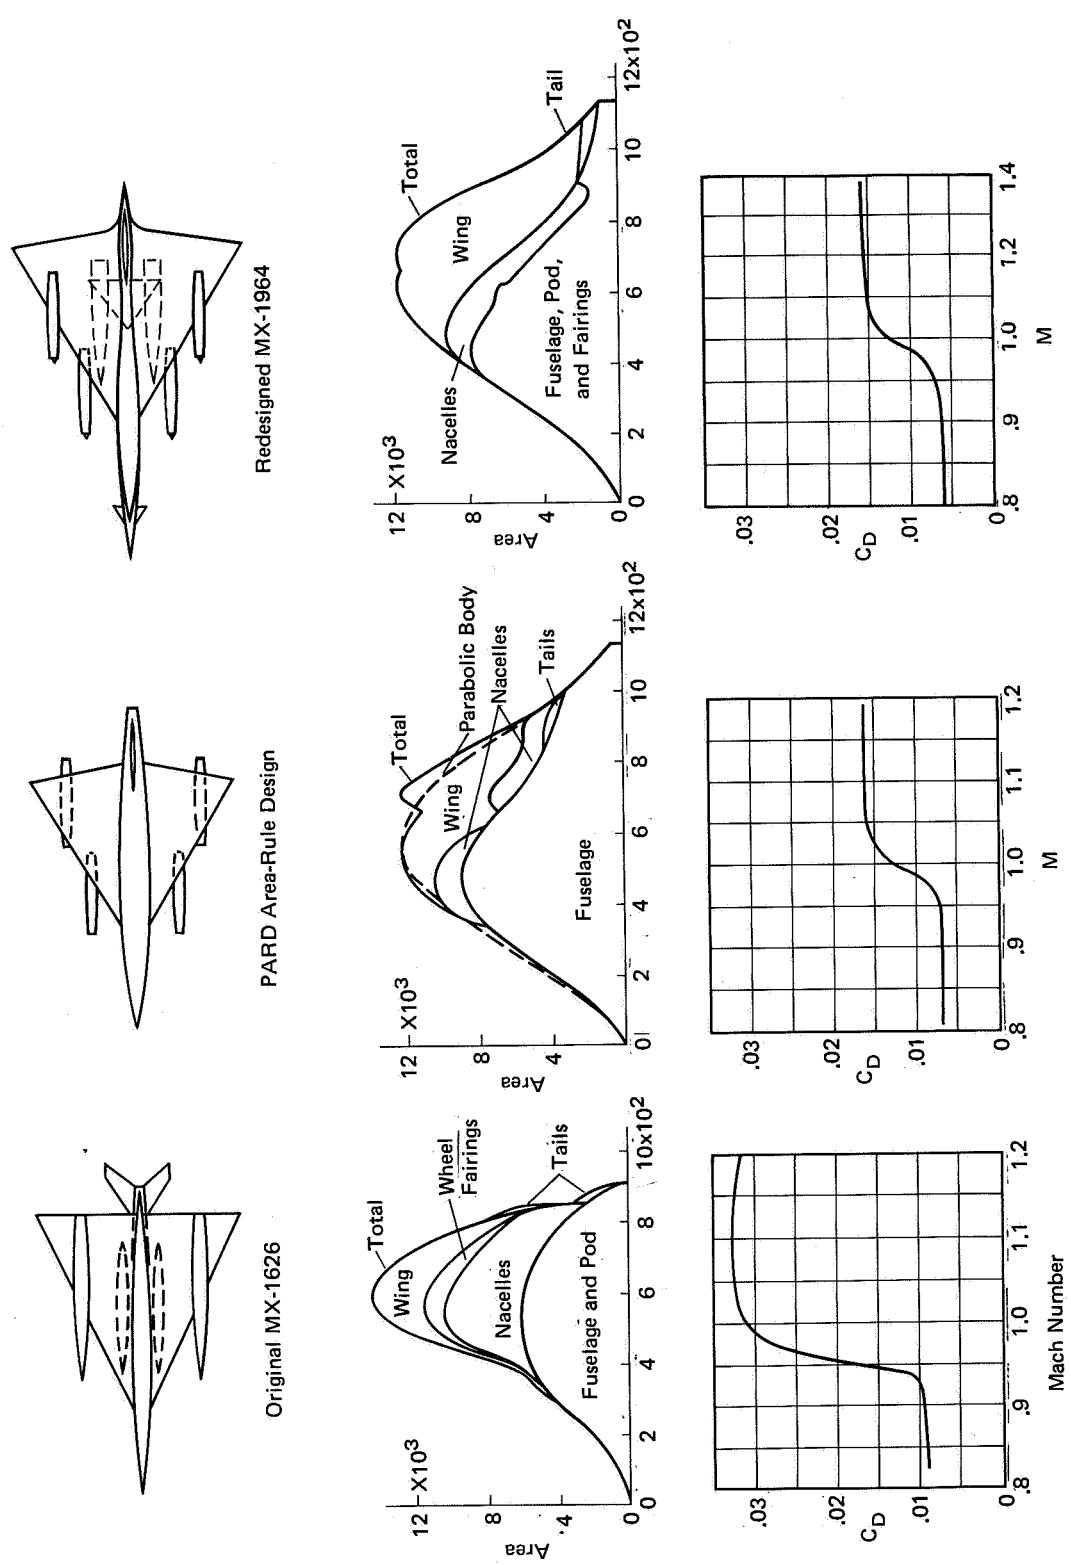 Original MX-1626
12 X10³
8
.4
0
Area
0
2
4
6
8
10x10²
Total
Wing
Wheel
Fairings
Tails
Nacelles
Fuselage and Pod
.03
.02
.01
0
C_D
.8
.9
1.0
1.1
1.2
Mach Number
PARD Area-Rule Design
12 X10³
8
4
Area
0
2
4
6
8
10
12x10²
Total
Parabolic Body
Nacelles
Tails
Wing
Fuselage
.03
.02
.01
0
C_D
.8
.9
1.0
1.1
1.2
M
Redesigned MX-1964
12 X10³
8
4
0
Area
0
2
4
6
8
10
12x10²
Total
Tail
Wing
Nacelles
Fuselage, Pod,
and Fairings
.03
.02
.01
0
C_D
.8
.9
1.0
1.2
1.4
M